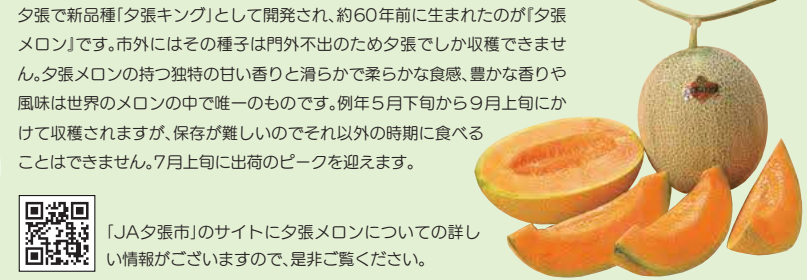 夕張で新品種「夕張キング」として開発され、約60年前に生まれたのが『夕張
メロン』です。市外にはその種子は門外不出のため夕張でしか収穫できませ
ん。夕張メロンの持つ独特の甘い香りと滑らかで柔らかな食感、豊かな香りや
風味は世界のメロンの中で唯一のものです。例年5月下旬から9月上旬にか
けて収穫されますが、保存が難しいのでそれ以外の時期に食べる
ことはできません。7月上旬に出荷のピークを迎えます。
「JA夕張市」のサイトに夕張メロンについての詳し
い情報がございますので、是非ご覧ください。